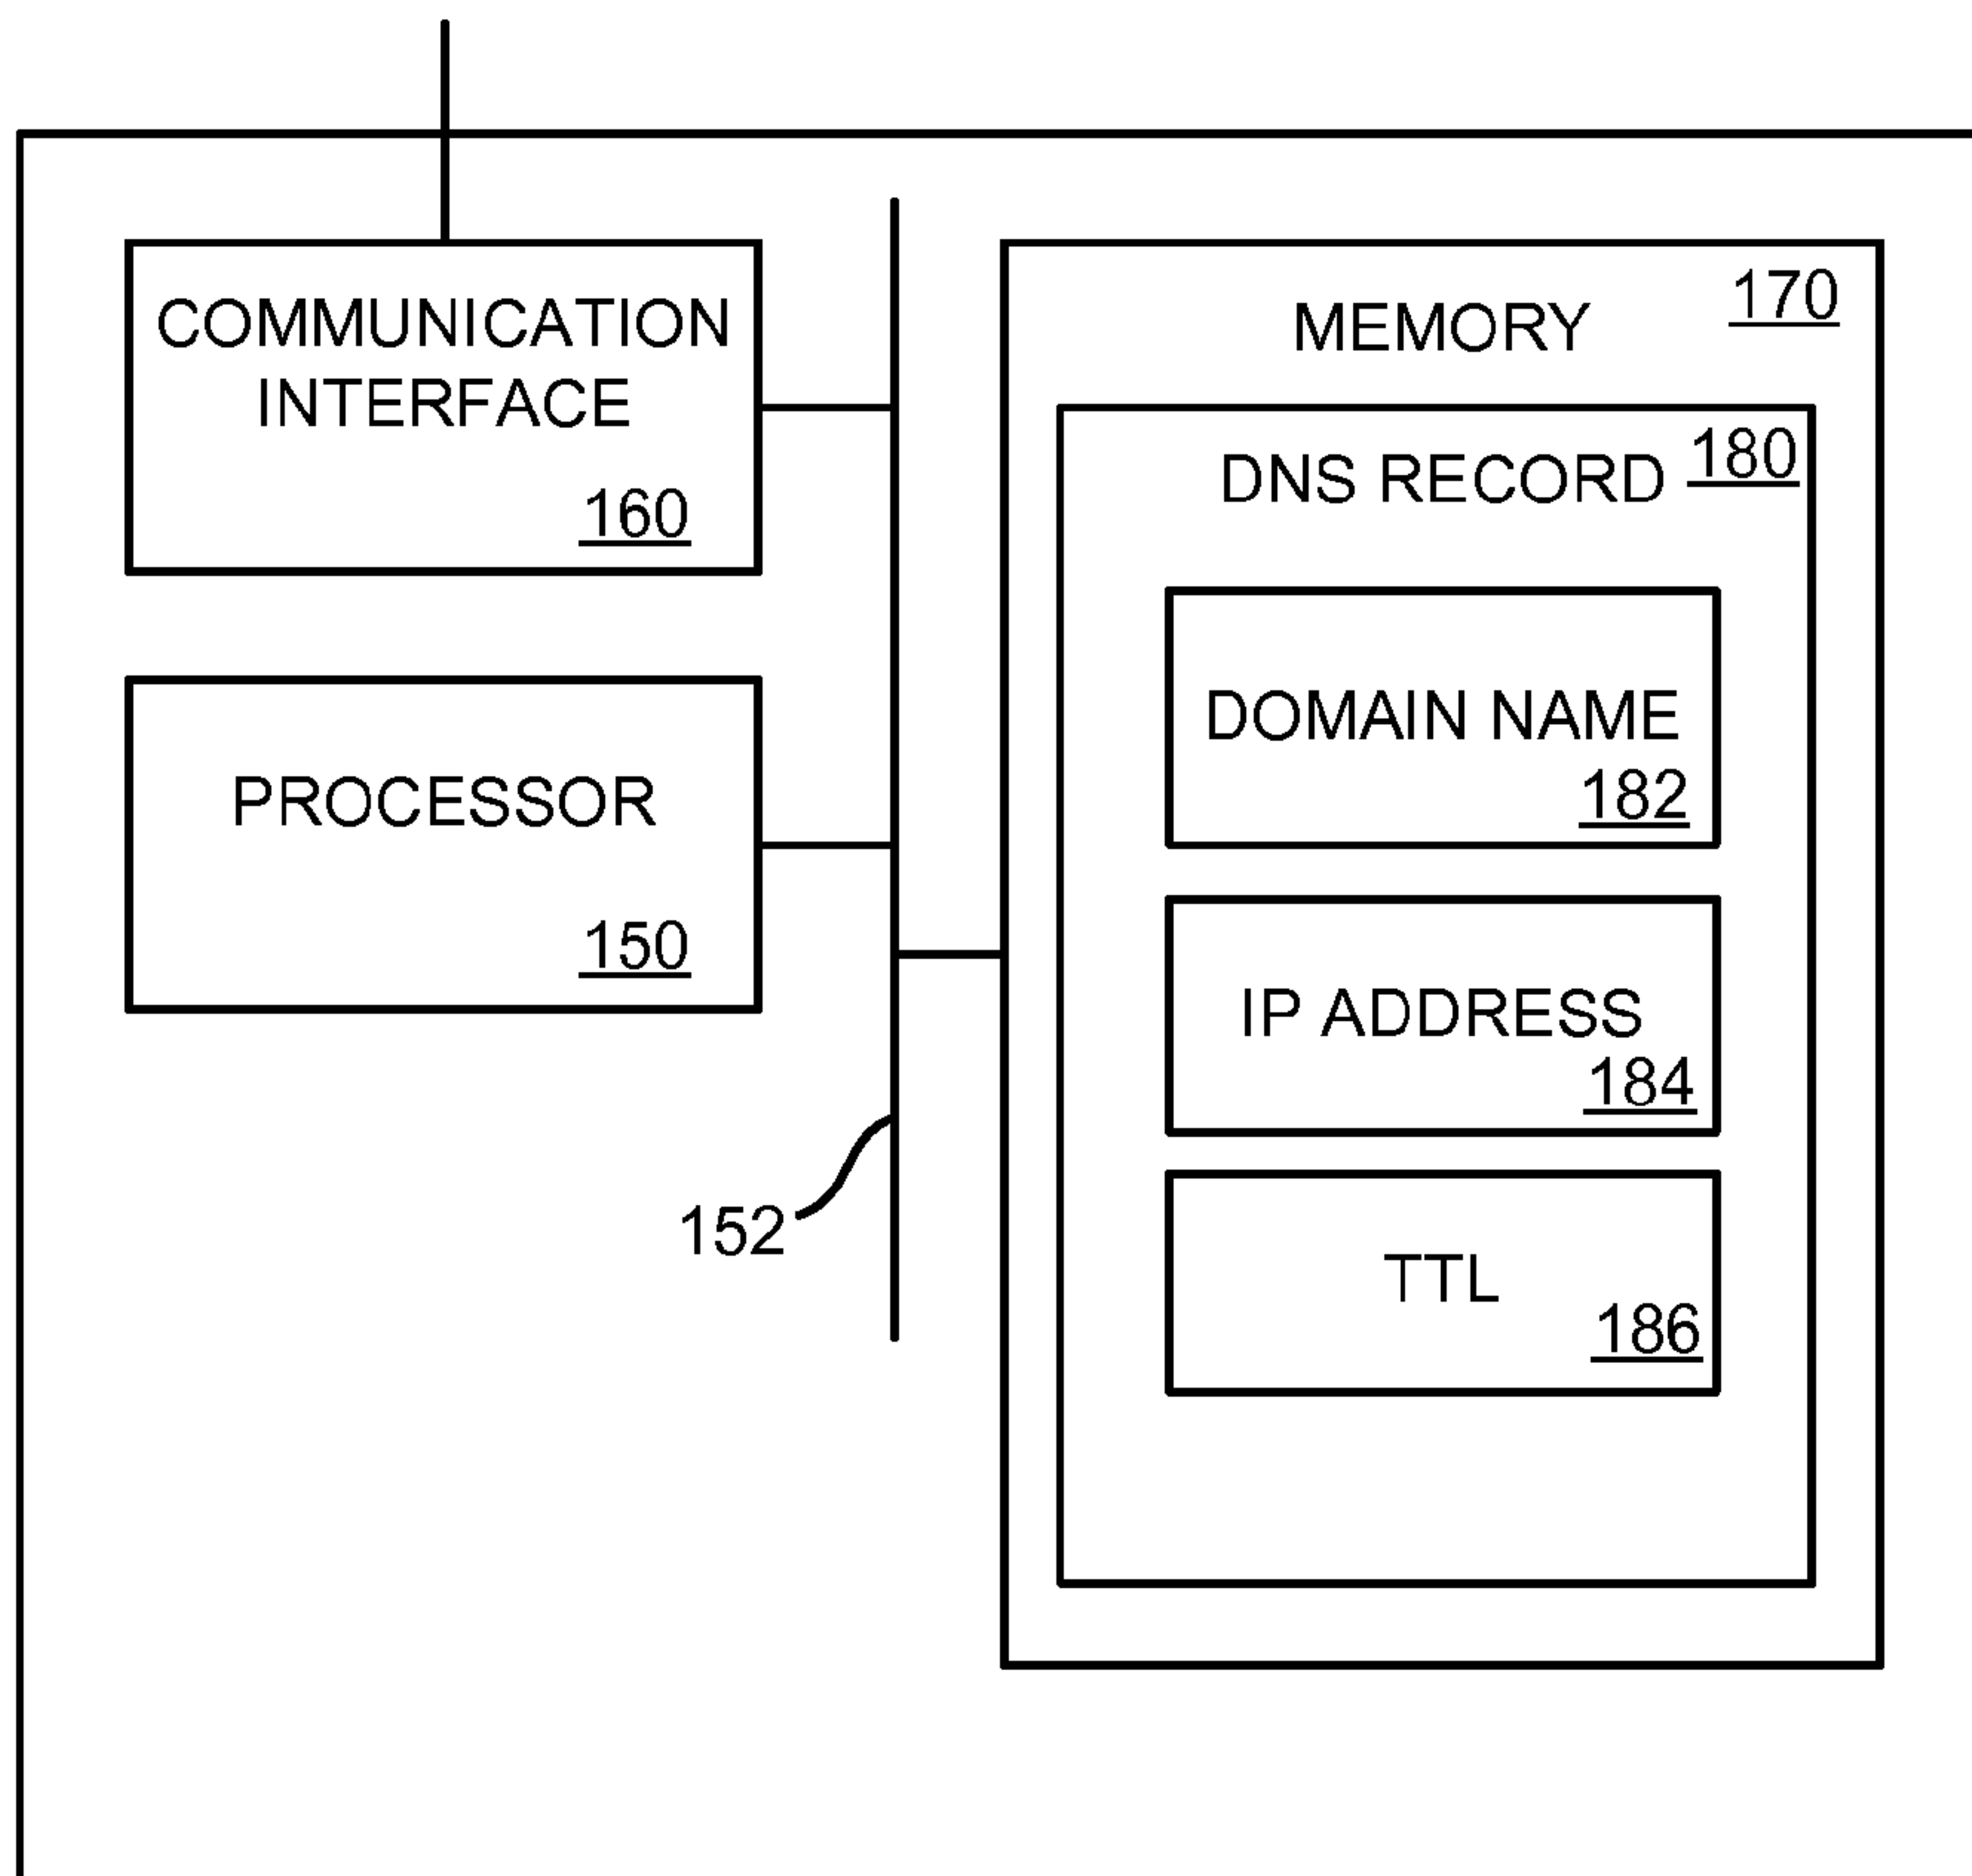 COMMUNICATION
INTERFACE
160
PROCESSOR
150
152
MEMORY
170
DNS RECORD
180
DOMAIN NAME
182
IP ADDRESS
184
TTL
186